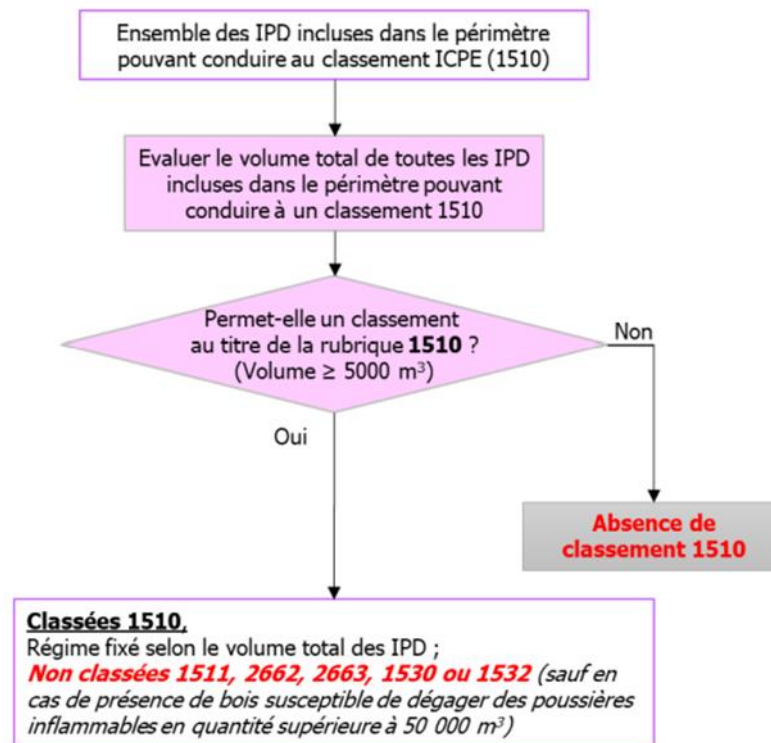 Ensemble des IPD incluses dans le périmètre
pouvant conduire au classement ICPE (1510)
Evaluer le volume total de toutes les IPD
incluses dans le périmètre pouvant
conduire à un classement 1510
Permet-elle un classement
au titre de la rubrique 1510 ?
(Volume ≥ 5000 m³)
Non
Oui
Absence de
classement 1510
Classées 1510,
Régime fixé selon le volume total des IPD ;
Non classées 1511, 2662, 2663, 1530 ou 1532 (sauf en
cas de présence de bois susceptible de dégager des poussières
inflammables en quantité supérieure à 50 000 m³)